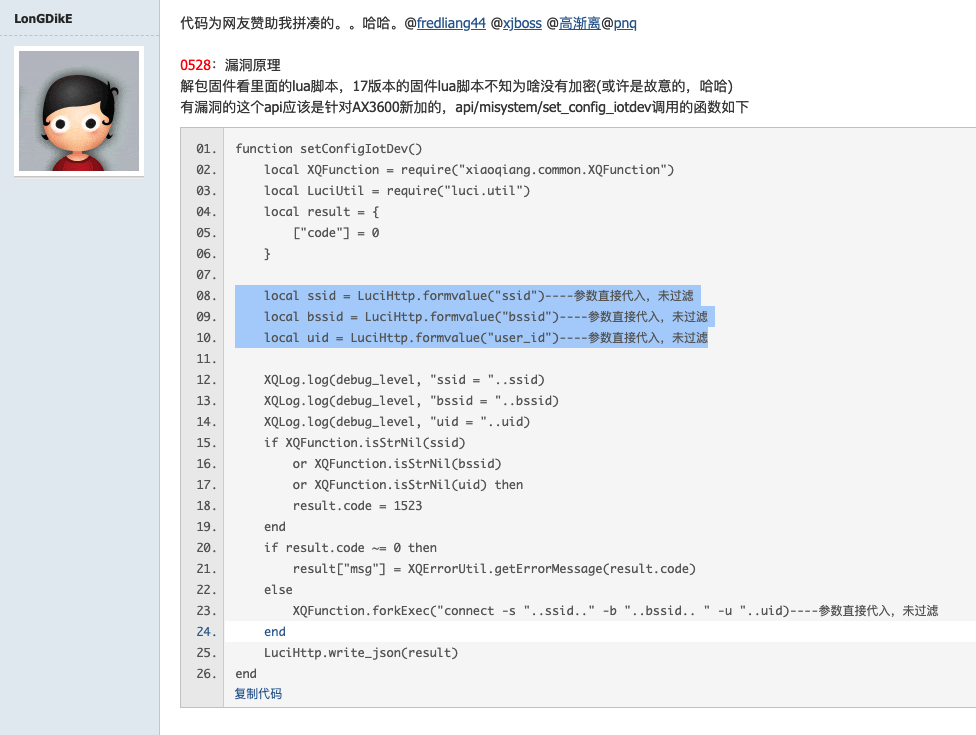 LonGDikE
代码为网友赞助我拼凑的。。哈哈。@fredliang44 @xjboss @高渐离@pnq
0528：漏洞原理
解包固件看里面的lua脚本，17版本的固件lua脚本不知为啥没有加密(或许是故意的，哈哈)
有漏洞的这个api应该是针对AX3600新加的，api/misystem/set_config_iotdev调用的函数如下
01. function setConfigIotDev()
02. local XQFunction = require("xiaoqiang.common.XQFunction")
03. local LuciUtil = require("luci.util")
04. local result = {
05. ["code"] = 0
06. }
07.
08. local ssid = LuciHttp.formvalue("ssid")----参数直接代入，未过滤
09. local bssid = LuciHttp.formvalue("bssid")----参数直接代入，未过滤
10. local uid = LuciHttp.formvalue("user_id")----参数直接代入，未过滤
11.
12. XQLog.log(debug_level, "ssid = "..ssid)
13. XQLog.log(debug_level, "bssid = "..bssid)
14. XQLog.log(debug_level, "uid = "..uid)
15. if XQFunction.isStrNil(ssid)
16. or XQFunction.isStrNil(bssid)
17. or XQFunction.isStrNil(uid) then
18. result.code = 1523
19. end
20. if result.code ~= 0 then
21. result["msg"] = XQErrorUtil.getErrorMessage(result.code)
22. else
23. XQFunction.forkExec("connect -s "..ssid.." -b "..bssid.. " -u "..uid)----参数直接代入，未过滤
24. end
25. LuciHttp.write_json(result)
26. end
复制代码